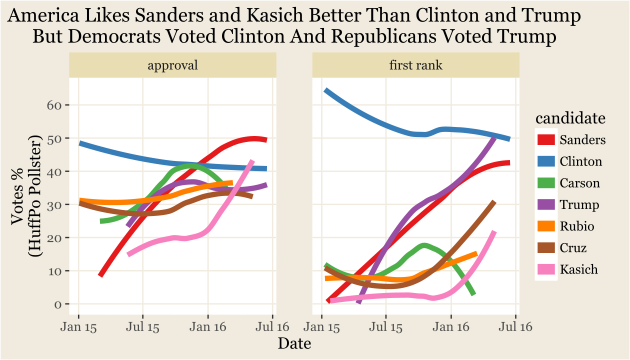 America Likes Sanders and Kasich Better Than Clinton and Trump
But Democrats Voted Clinton And Republicans Voted Trump
approval
first rank
Votes %
(HuffPo Pollster)
60
50
40
30
20
10
0
Jan 15
Jul 15
Jan 16
Jul 16
Jan 15
Jul 15
Jan 16
Jul 16
Date
candidate
Sanders
Clinton
Carson
Trump
Rubio
Cruz
Kasich